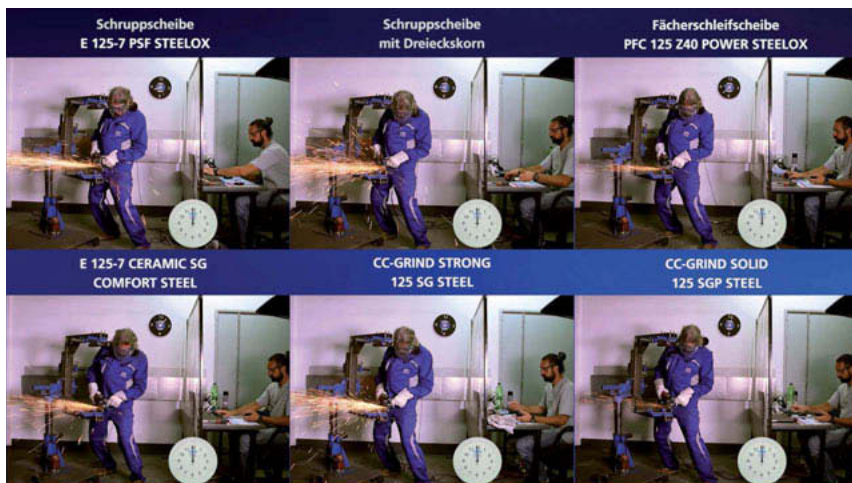 Schruppscheibe
E 125-7 PSF STEELOX
Schruppscheibe
mit Dreieckskorn
Fächerschleifscheibe
PFC 125 Z40 POWER STEELOX
E 125-7 CERAMIC SG
COMFORT STEEL
CC-GRIND STRONG
125 SG STEEL
CC-GRIND SOLID
125 SGP STEEL